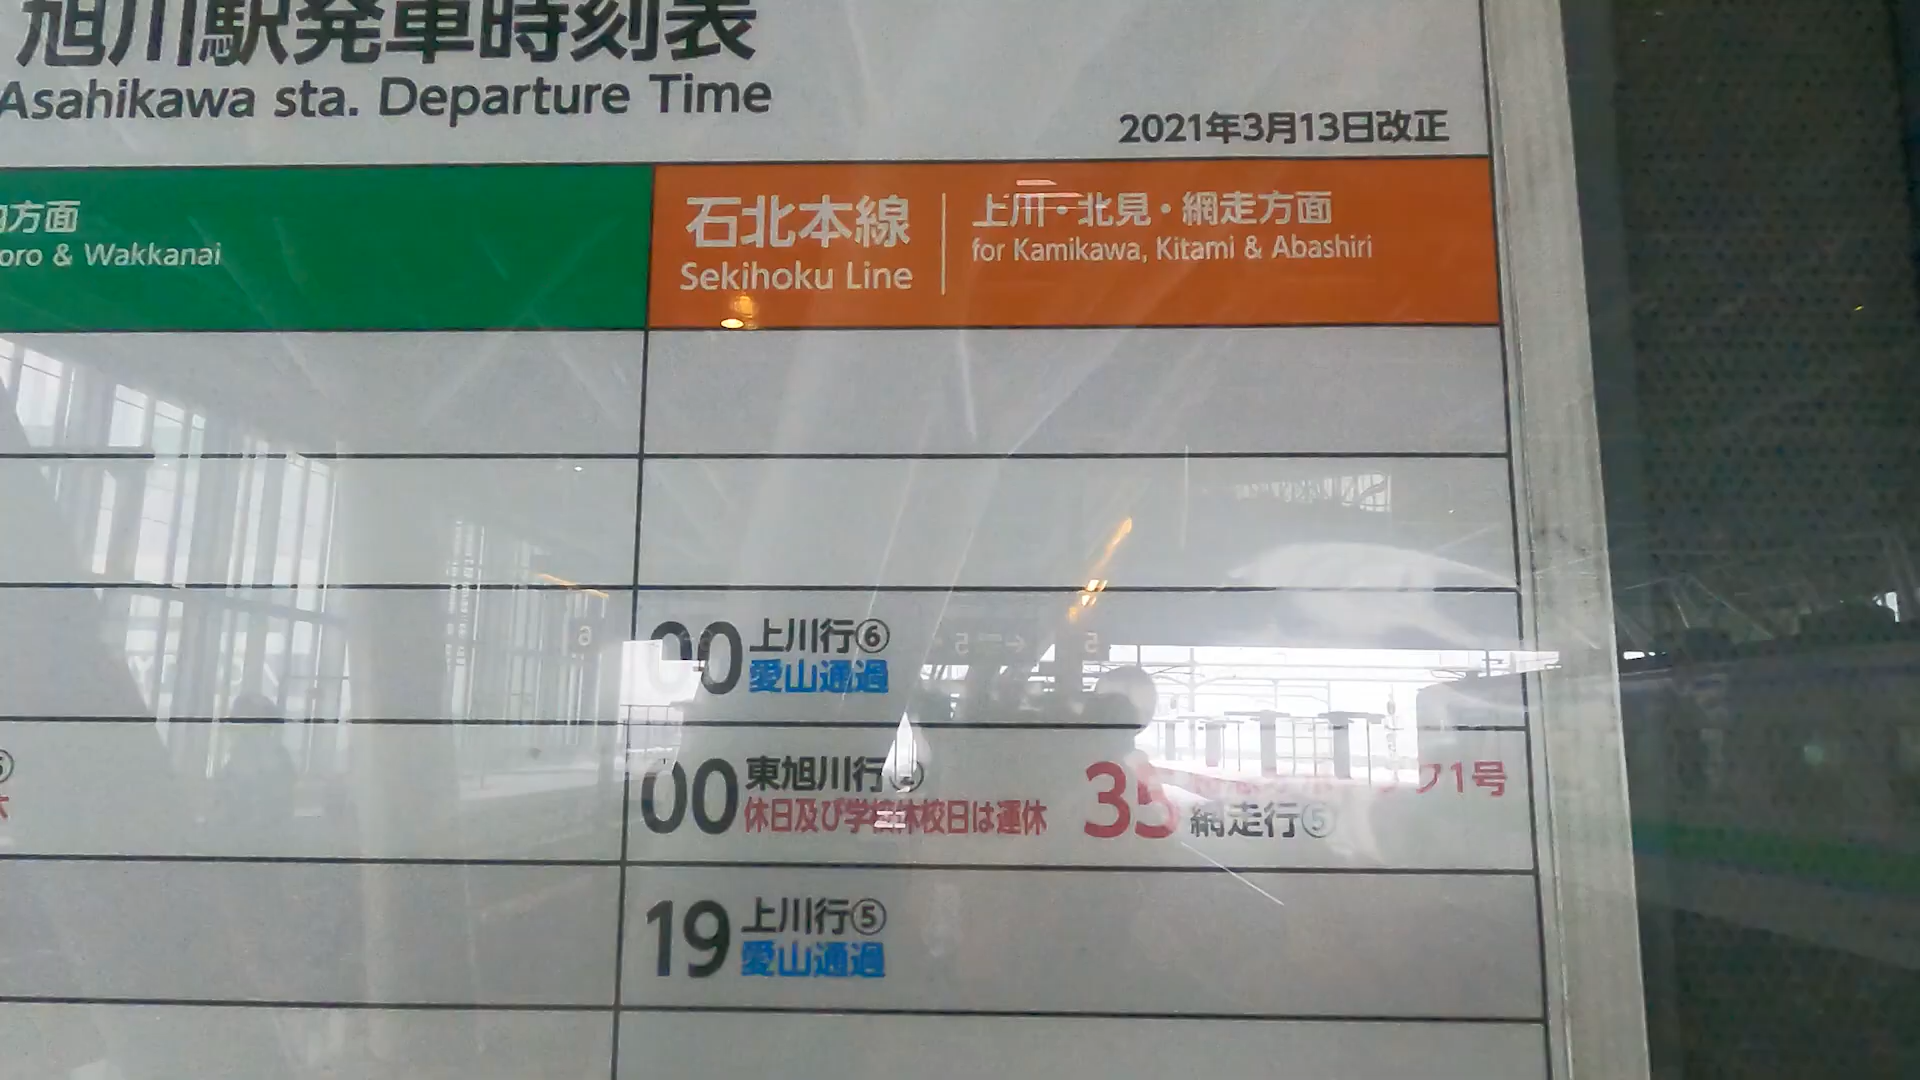 旭川駅発車時刻表
Asahikawa sta. Departure Time
2021年3月13日改正
方面
oro & Wakkanai
石北本線
Sekihoku Line
上川・北見・網走方面
for Kamikawa, Kitami & Abashiri
00 上川行⑥
愛山通過
00 東旭川行
休日及び学校休校日は運休
35 1号
網走行⑤
19 上川行⑤
愛山通過